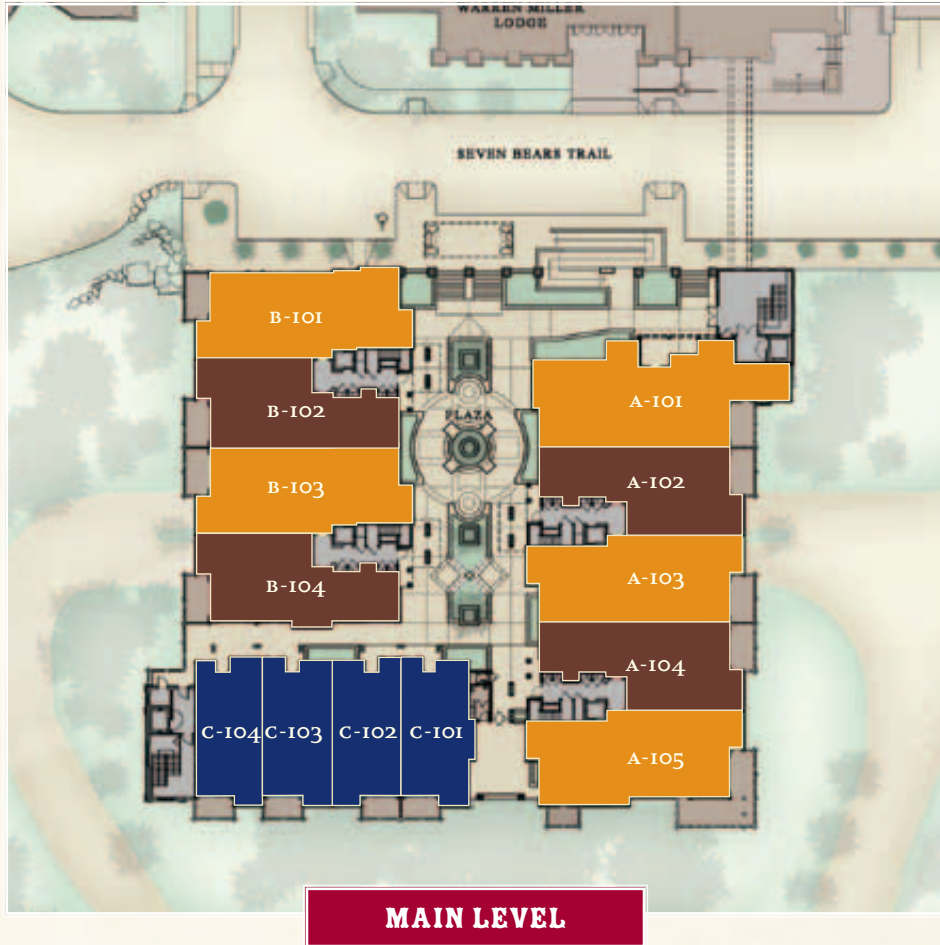 WARREN MILLER
LODGE
SEVEN BEARS TRAIL
B-101
A-101
B-102
PLAZA
B-103
A-102
B-104
A-103
A-104
C-104
C-103
C-102
C-101
A-105
MAIN LEVEL